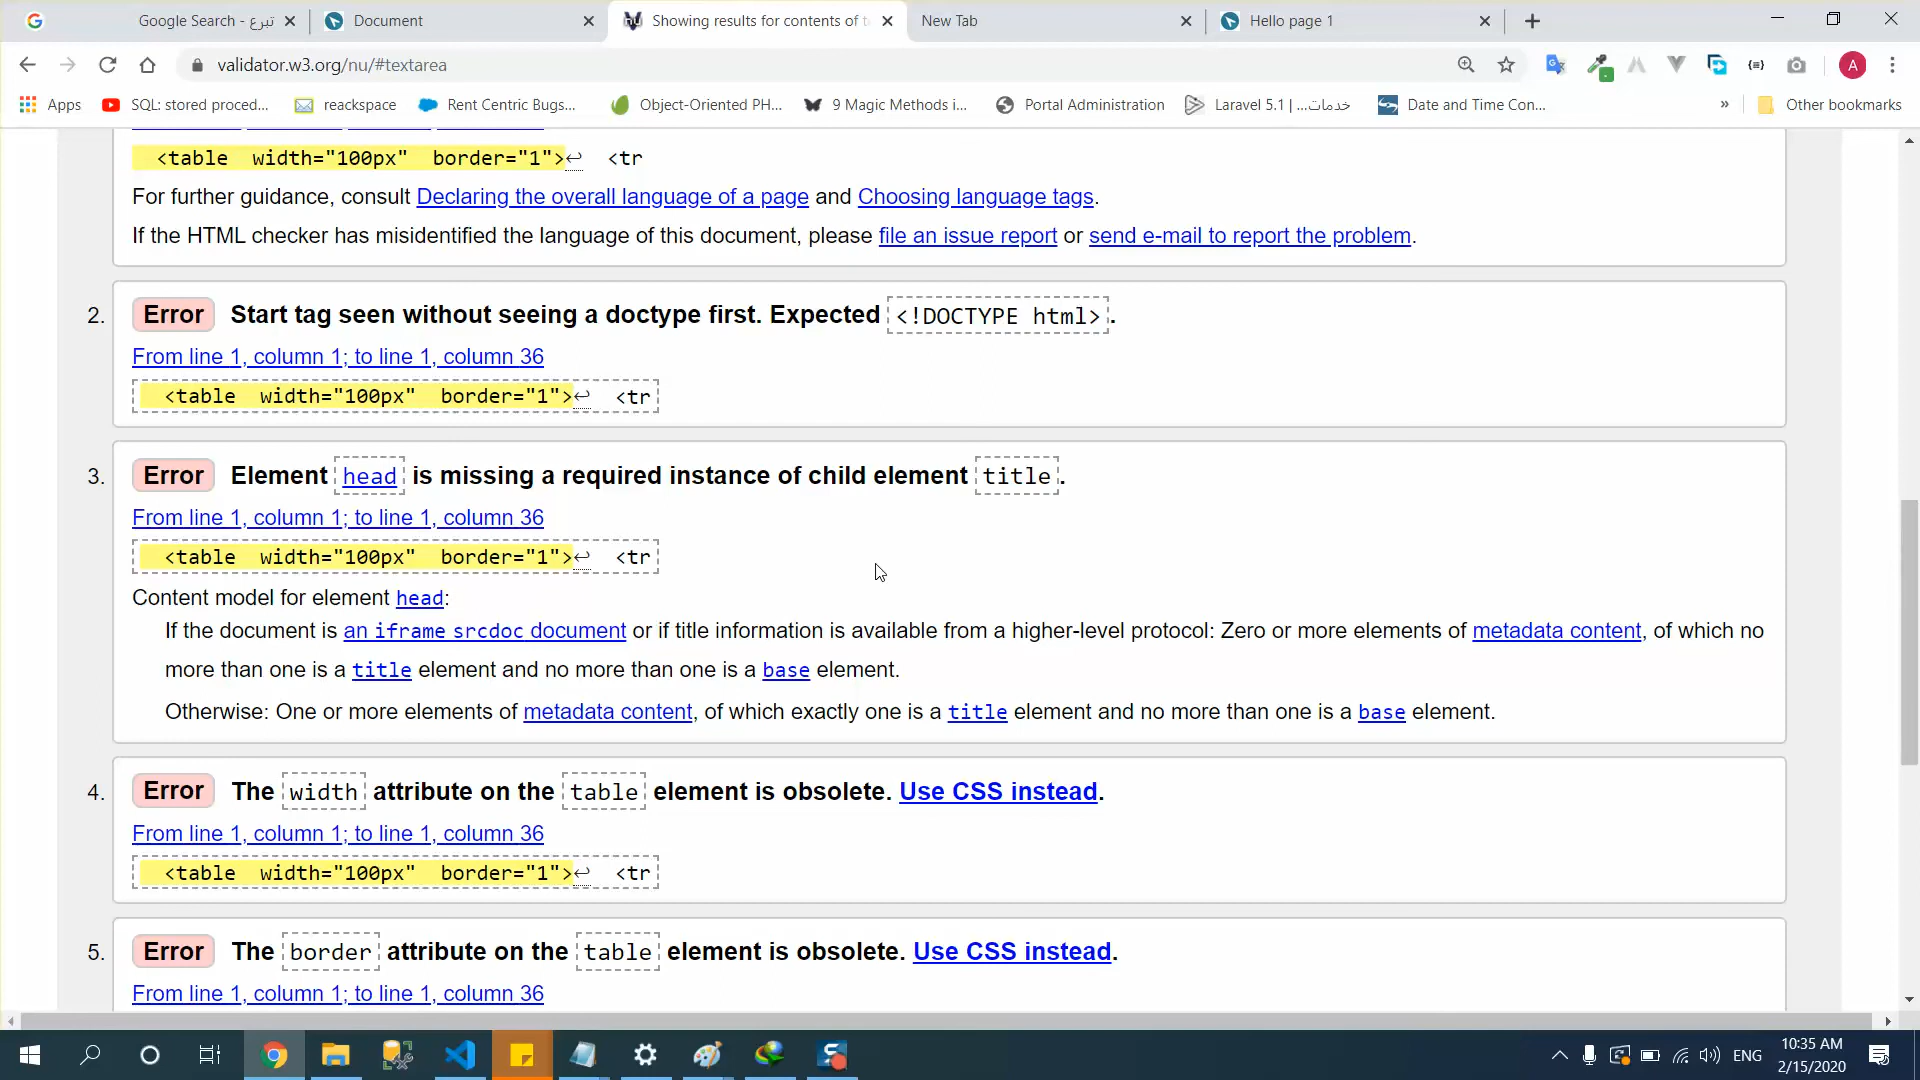 Google Search - تبرع
Document
Showing results for contents of
New Tab
Hello page 1
validator.w3.org/nu/#textarea
A
Apps
SQL: stored proced...
reackspace
Rent Centric Bugs...
Object-Oriented PH...
9 Magic Methods i...
Portal Administration
Laravel 5.1 | ...خدمات
Date and Time Con...
»
Other bookmarks
<table width="100px" border="1">↩ <tr
For further guidance, consult Declaring the overall language of a page and Choosing language tags.
If the HTML checker has misidentified the language of this document, please file an issue report or send e-mail to report the problem.
2. Error Start tag seen without seeing a doctype first. Expected <!DOCTYPE html>.
From line 1, column 1; to line 1, column 36
<table width="100px" border="1">↩ <tr
3. Error Element head is missing a required instance of child element title.
From line 1, column 1; to line 1, column 36
<table width="100px" border="1">↩ <tr
Content model for element head:
If the document is an iframe srcdoc document or if title information is available from a higher-level protocol: Zero or more elements of metadata content, of which no
more than one is a title element and no more than one is a base element.
Otherwise: One or more elements of metadata content, of which exactly one is a title element and no more than one is a base element.
4. Error The width attribute on the table element is obsolete. Use CSS instead.
From line 1, column 1; to line 1, column 36
<table width="100px" border="1">↩ <tr
5. Error The border attribute on the table element is obsolete. Use CSS instead.
From line 1, column 1; to line 1, column 36
ENG
10:35 AM
2/15/2020